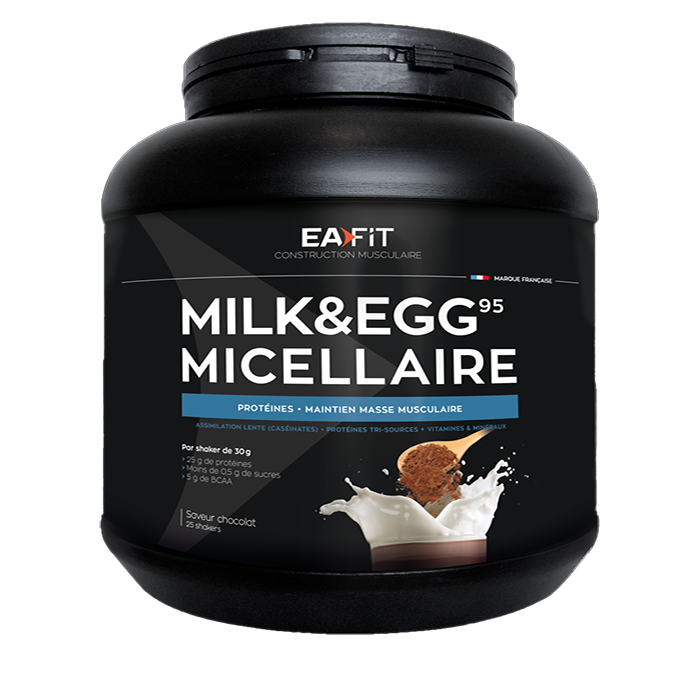 EAFIT
CONSTRUCTION MUSCULAIRE
MARQUE FRANÇAISE
MILK&EGG95
MICELLAIRE
PROTÉINES • MAINTIEN MASSE MUSCULAIRE
ASSIMILATION LENTE (CASÉINATES) • PROTÉINES TRI-SOURCES • VITAMINES & MINÉRAUX
Par shaker de 30g
> 25 g de protéines
> Moins de 0,5 g de sucres
> 5 g de BCAA
Saveur chocolat
25 shakers